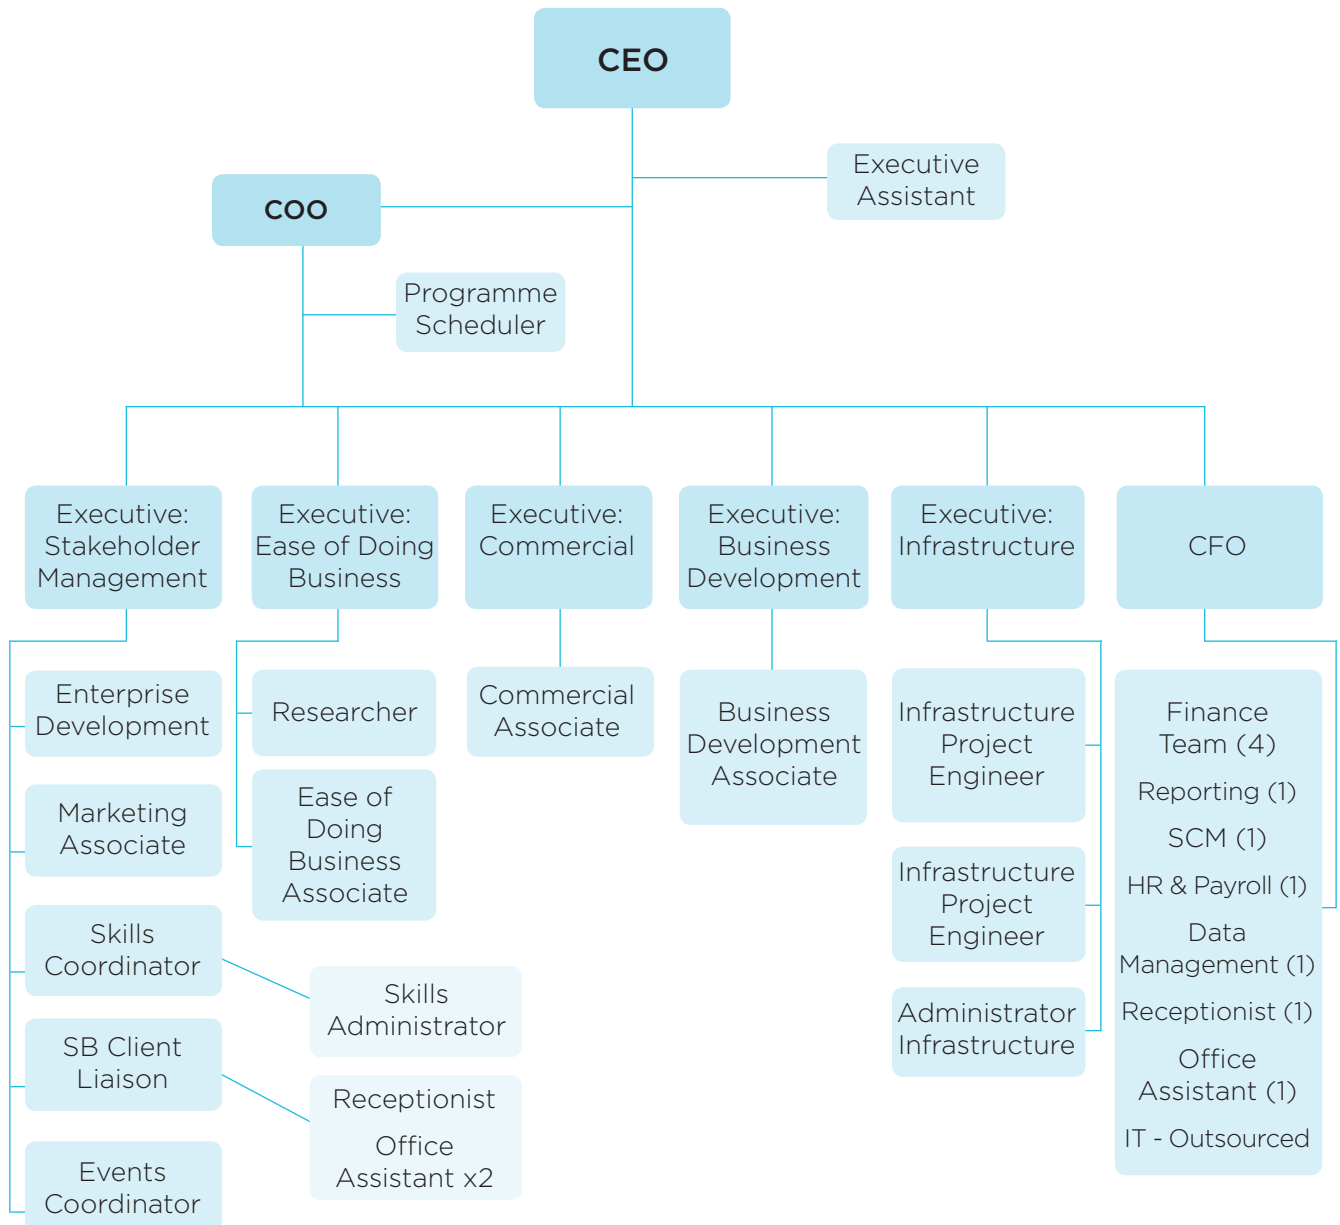 CEO
Executive
Assistant
COO
Programme
Scheduler
Executive:
Stakeholder
Management
Executive:
Ease of Doing
Business
Executive:
Commercial
Executive:
Business
Development
Executive:
Infrastructure
CFO
Enterprise
Development
Marketing
Associate
Skills
Coordinator
Skills
Administrator
SB Client
Liaison
Receptionist
Office
Assistant x2
Events
Coordinator
Researcher
Ease of
Doing
Business
Associate
Commercial
Associate
Business
Development
Associate
Infrastructure
Project
Engineer
Infrastructure
Project
Engineer
Administrator
Infrastructure
Finance
Team (4)
Reporting (1)
SCM (1)
HR & Payroll (1)
Data
Management (1)
Receptionist (1)
Office
Assistant (1)
IT - Outsourced